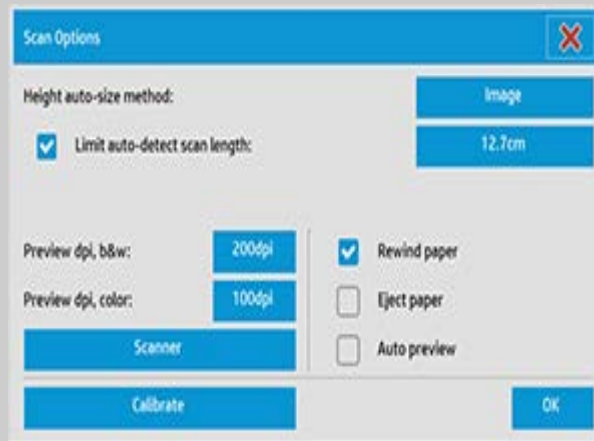 Scan Options
Height auto-size method:
Image
Limit auto-detect scan length:
12.7cm
Preview dpi, b&w:
200dpi
Rewind paper
Preview dpi, color:
100dpi
Eject paper
Scanner
Auto preview
Calibrate
OK